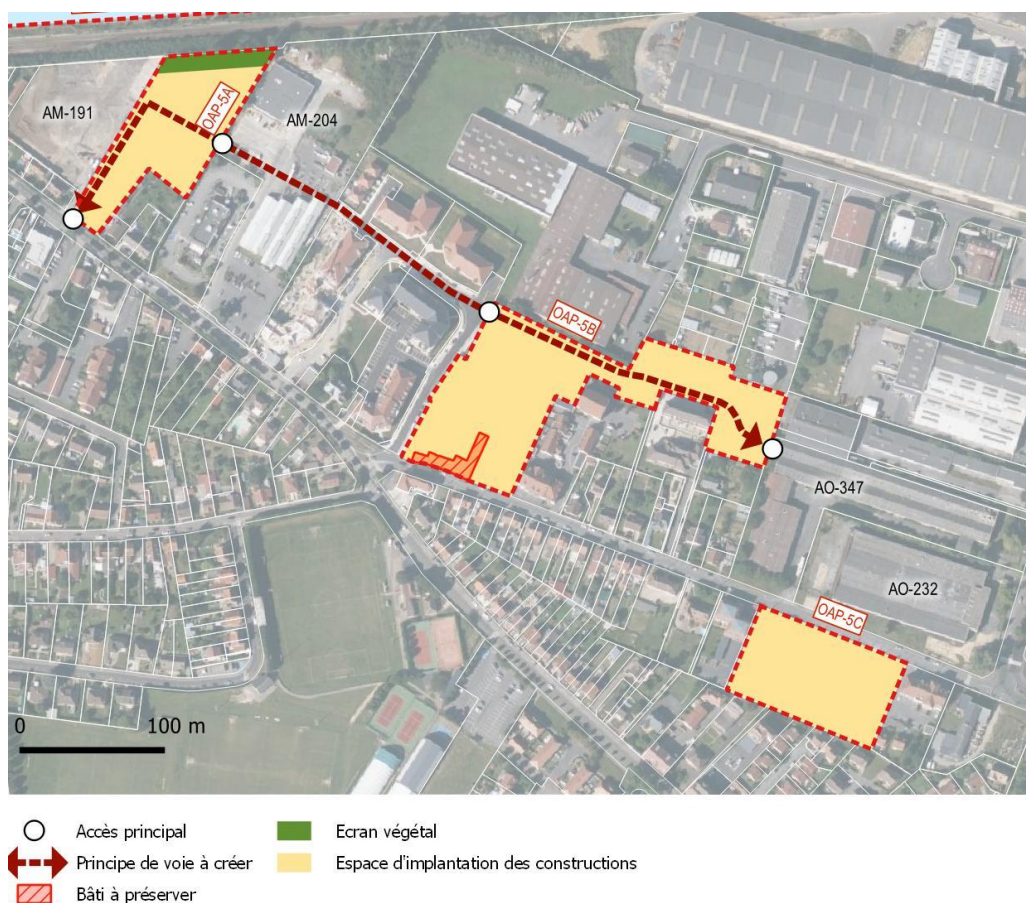 OAP-5A
AM-191
AM-204
OAP-5B
AO-347
AO-232
OAP-5C
0 100 m
Accès principal
Ecran végétal
Principe de voie à créer
Espace d'implantation des constructions
Bâti à préserver